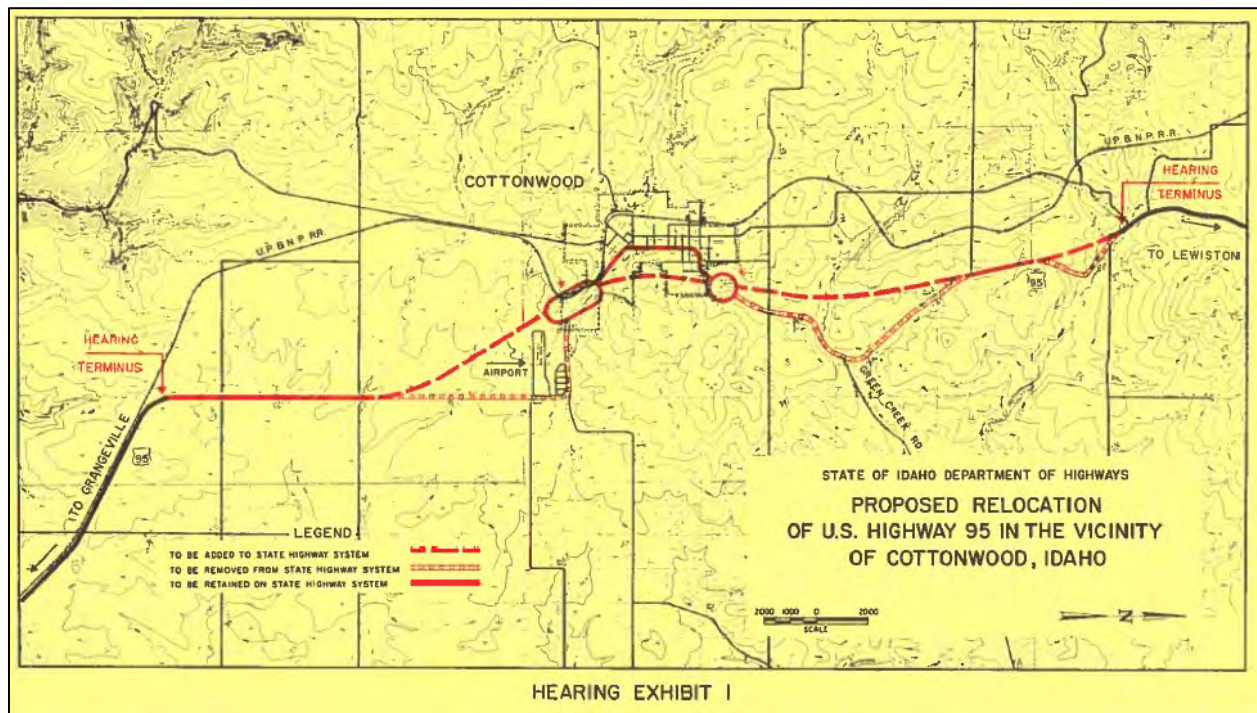 COTTONWOOD
U.P. & N.P. R.R.
HEARING
TERMINUS
TO LEWISTON
95
U.P. & N.P. RR.
HEARING
TERMINUS
AIRPORT
GREEN CREEK RD.
95
TO GRANGEVILLE
LEGEND
TO BE ADDED TO STATE HIGHWAY SYSTEM
TO BE REMOVED FROM STATE HIGHWAY SYSTEM
TO BE RETAINED ON STATE HIGHWAY SYSTEM
STATE OF IDAHO DEPARTMENT OF HIGHWAYS
PROPOSED RELOCATION
OF U.S. HIGHWAY 95 IN THE VICINITY
OF COTTONWOOD, IDAHO
2000 1000 0 2000
SCALE
N
HEARING EXHIBIT I